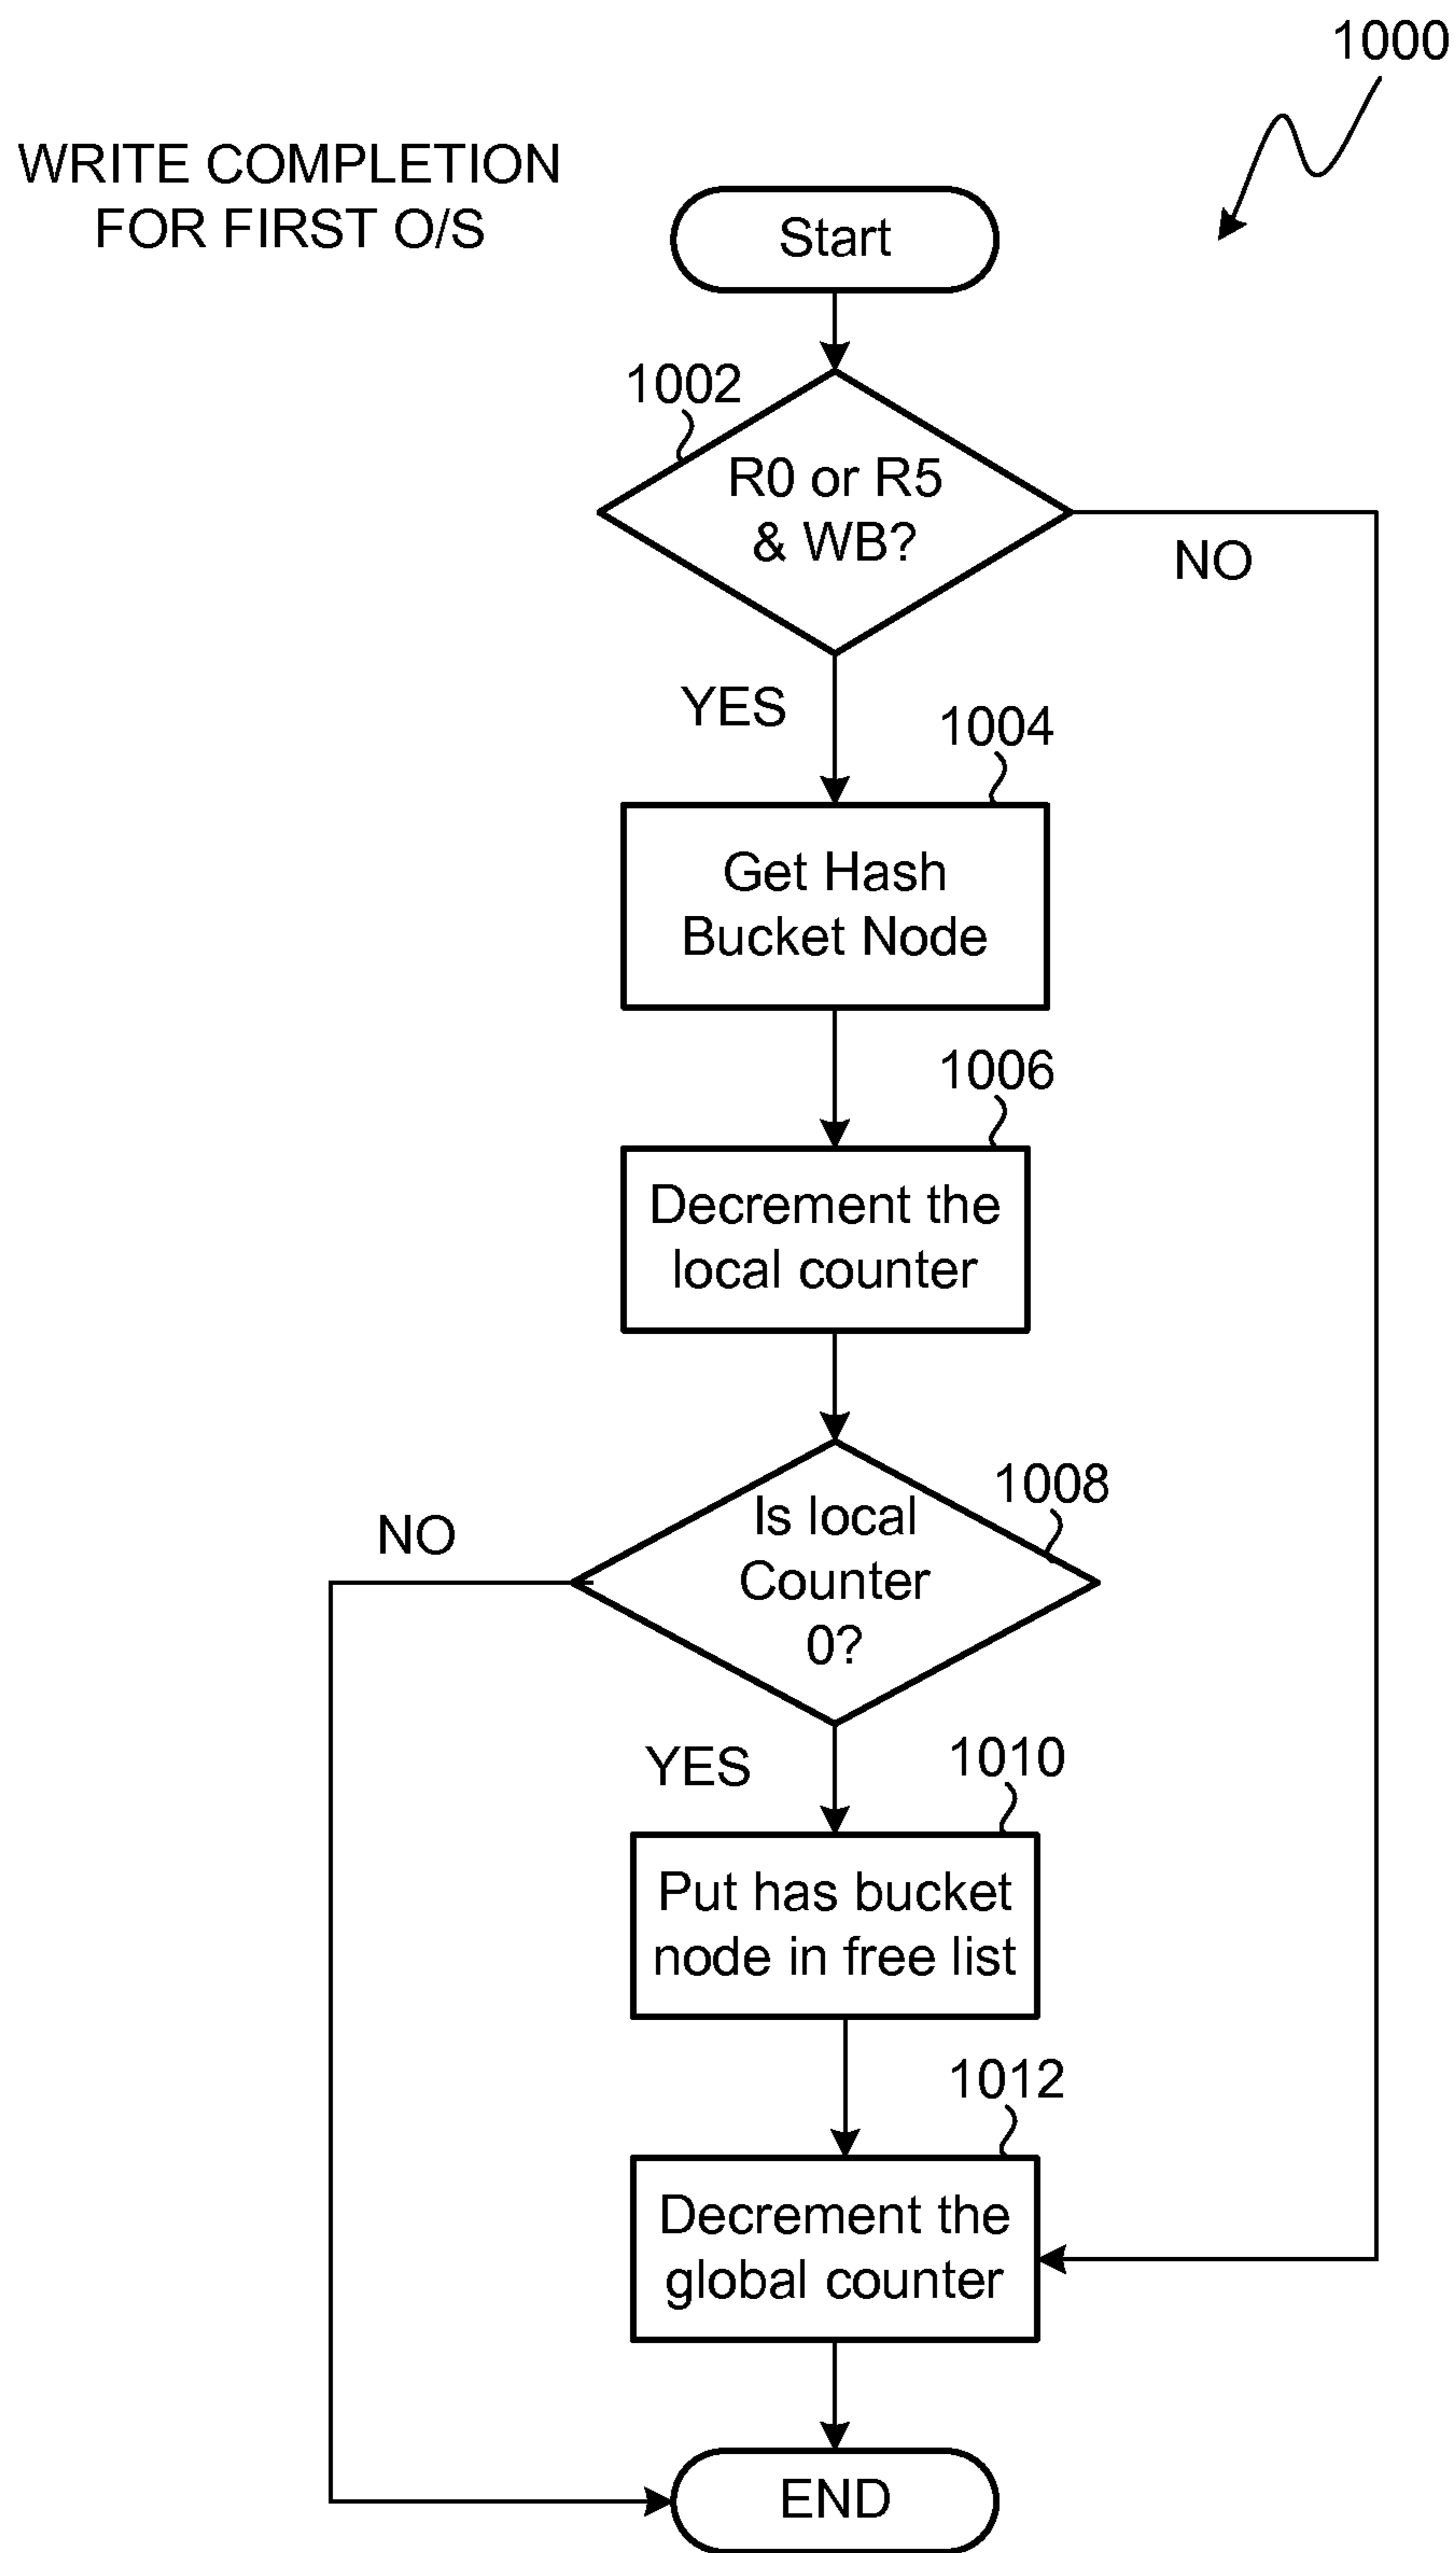 1000
WRITE COMPLETION
FOR FIRST O/S
Start
1002
R0 or R5
& WB?
NO
YES
1004
Get Hash
Bucket Node
1006
Decrement the
local counter
1008
Is local
Counter
0?
NO
YES
1010
Put has bucket
node in free list
1012
Decrement the
global counter
END